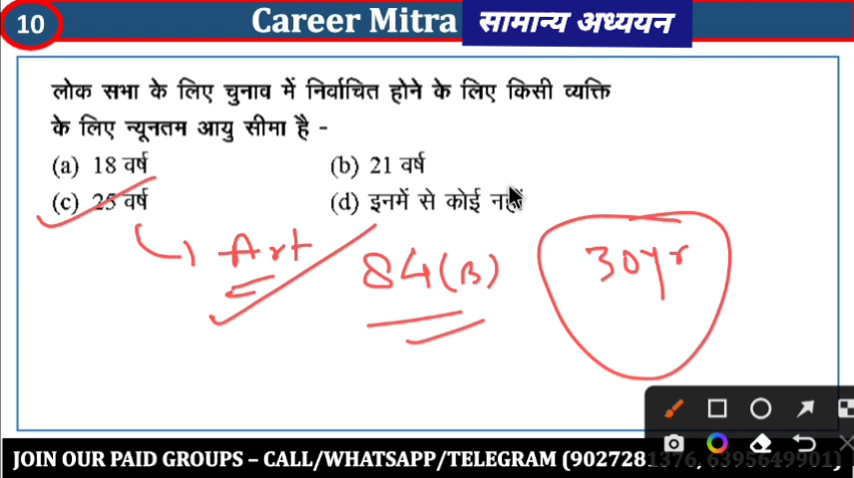 10 Career Mitra सामान्य अध्ययन
लोक सभा के लिए चुनाव में निर्वाचित होने के लिए किसी व्यक्ति
के लिए न्यूनतम आयु सीमा है -
(a) 18 वर्ष (b) 21 वर्ष
(c) 25 वर्ष (d) इनमें से कोई नहीं
Art 84(B) 30yr
JOIN OUR PAID GROUPS – CALL/WHATSAPP/TELEGRAM (9027281376, 6395649901)